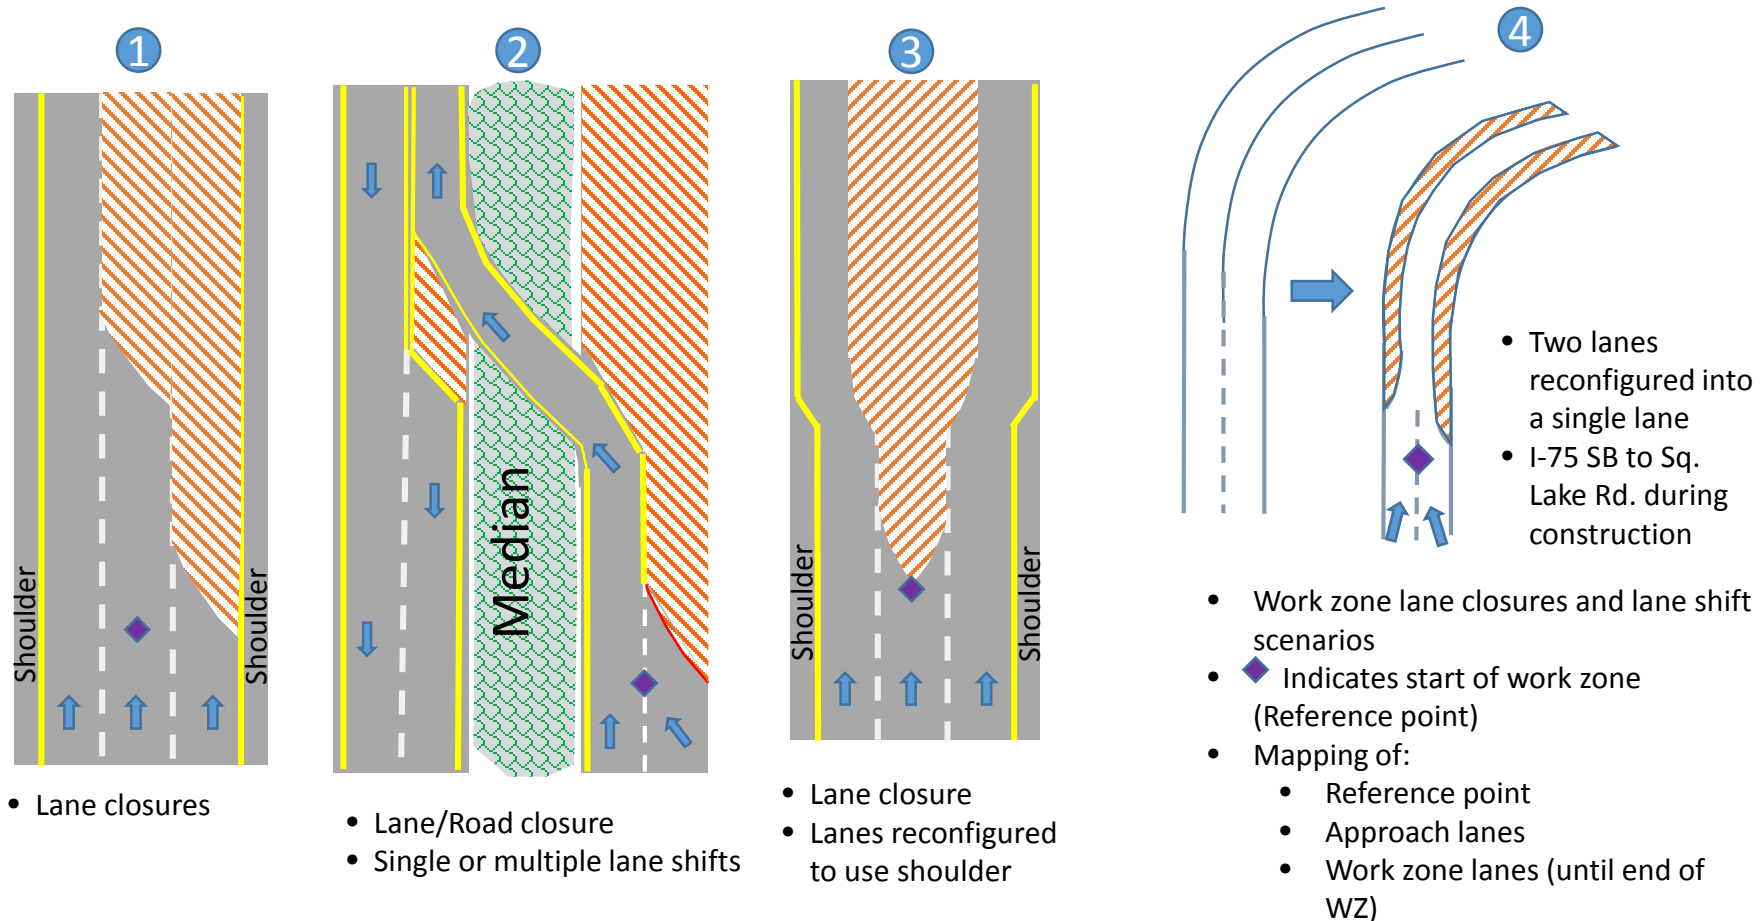 1
2
3
4
Shoulder
Shoulder
Median
Shoulder
Shoulder
• Lane closures
• Lane/Road closure
• Single or multiple lane shifts
• Lane closure
• Lanes reconfigured
to use shoulder
• Two lanes
reconfigured into
a single lane
• I-75 SB to Sq.
Lake Rd. during
construction
• Work zone lane closures and lane shift
scenarios
• Indicates start of work zone
(Reference point)
• Mapping of:
• Reference point
• Approach lanes
• Work zone lanes (until end of
WZ)